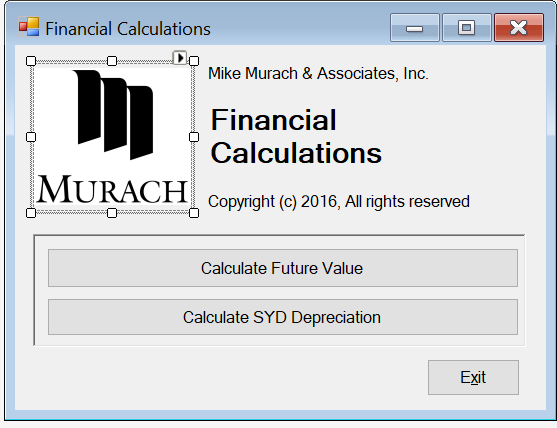 Financial Calculations
Mike Murach & Associates, Inc.
Financial
Calculations
MURACH
Copyright (c) 2016, All rights reserved
Calculate Future Value
Calculate SYD Depreciation
Exit